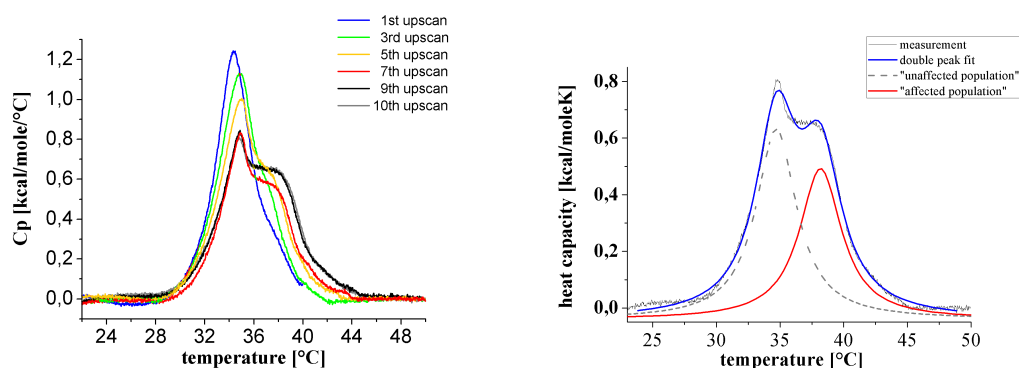 1st upscan
3rd upscan
5th upscan
7th upscan
9th upscan
10th upscan
1,2
1,0
0,8
0,6
0,4
0,2
0,0
Cp [kcal/mole/°C]
24 28 32 36 40 44 48
temperature [°C]
measurement
double peak fit
"unaffected population"
"affected population"
0,8
0,6
0,4
0,2
0,0
heat capacity [kcal/moleK]
25 30 35 40 45 50
temperature [°C]